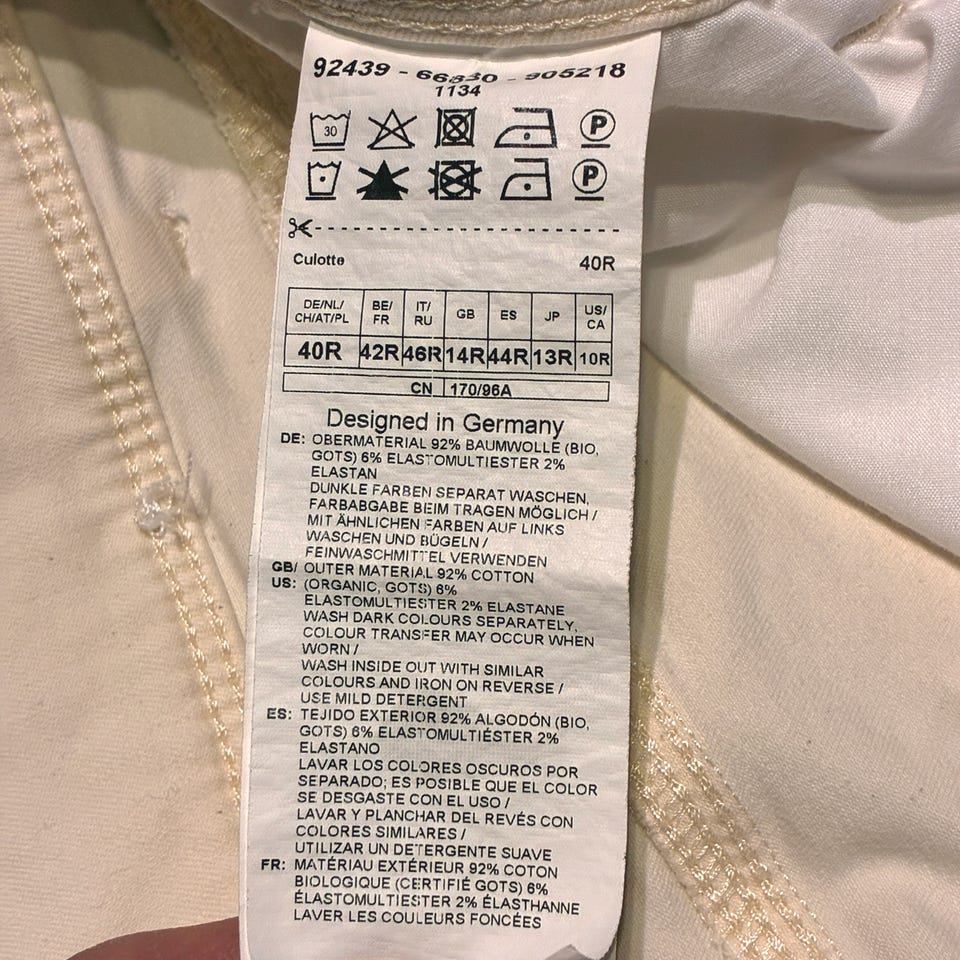 92439 - 66830 - 905218
1134
30 P
P
Culotte 40R
DE/NL/ CH/AT/PL BE/ FR IT/ RU GB ES JP US/ CA
40R 42R 46R 14R 44R 13R 10R
CN 170/96A
Designed in Germany
DE: OBERMATERIAL 92% BAUMWOLLE (BIO,
GOTS) 6% ELASTOMULTIESTER 2%
ELASTAN
DUNKLE FARBEN SEPARAT WASCHEN,
FARBABGABE BEIM TRAGEN MÖGLICH /
MIT ÄHNLICHEN FARBEN AUF LINKS
WASCHEN UND BÜGELN /
FEINWASCHMITTEL VERWENDEN
GB/ OUTER MATERIAL 92% COTTON
US: (ORGANIC, GOTS) 6%
ELASTOMULTIESTER 2% ELASTANE
WASH DARK COLOURS SEPARATELY,
COLOUR TRANSFER MAY OCCUR WHEN
WORN /
WASH INSIDE OUT WITH SIMILAR
COLOURS AND IRON ON REVERSE /
USE MILD DETERGENT
ES: TEJIDO EXTERIOR 92% ALGODÓN (BIO,
GOTS) 6% ELASTOMULTIÉSTER 2%
ELASTANO
LAVAR LOS COLORES OSCUROS POR
SEPARADO; ES POSIBLE QUE EL COLOR
SE DESGASTE CON EL USO /
LAVAR Y PLANCHAR DEL REVÉS CON
COLORES SIMILARES /
UTILIZAR UN DETERGENTE SUAVE
FR: MATÉRIAU EXTÉRIEUR 92% COTON
BIOLOGIQUE (CERTIFIÉ GOTS) 6%
ÉLASTOMULTIESTER 2% ÉLASTHANNE
LAVER LES COULEURS FONCÉES